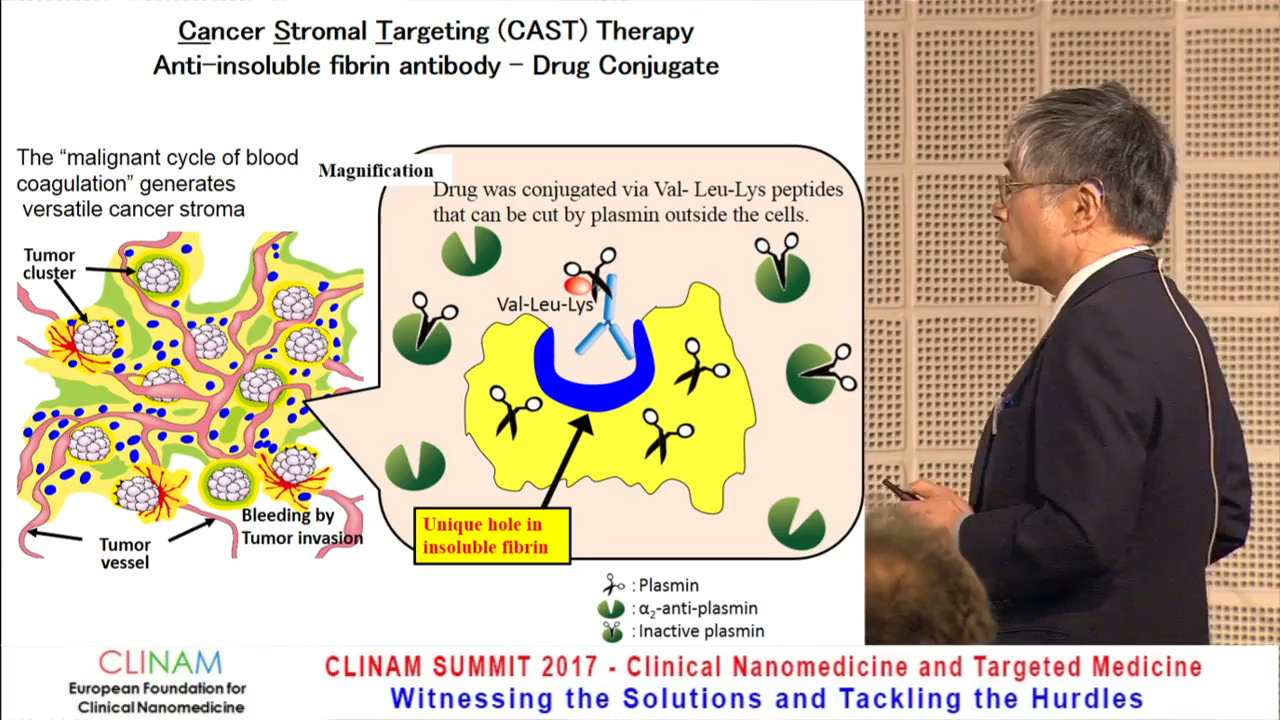 Cancer Stromal Targeting (CAST) Therapy
Anti-insoluble fibrin antibody – Drug Conjugate
The “malignant cycle of blood
coagulation” generates
versatile cancer stroma
Magnification
Drug was conjugated via Val- Leu-Lys peptides
that can be cut by plasmin outside the cells.
Tumor
cluster
Val-Leu-Lys
Bleeding by
Tumor invasion
Tumor
vessel
Unique hole in
insoluble fibrin
: Plasmin
: α2-anti-plasmin
: Inactive plasmin
CLINAM
European Foundation for
Clinical Nanomedicine
CLINAM SUMMIT 2017 - Clinical Nanomedicine and Targeted Medicine
Witnessing the Solutions and Tackling the Hurdles